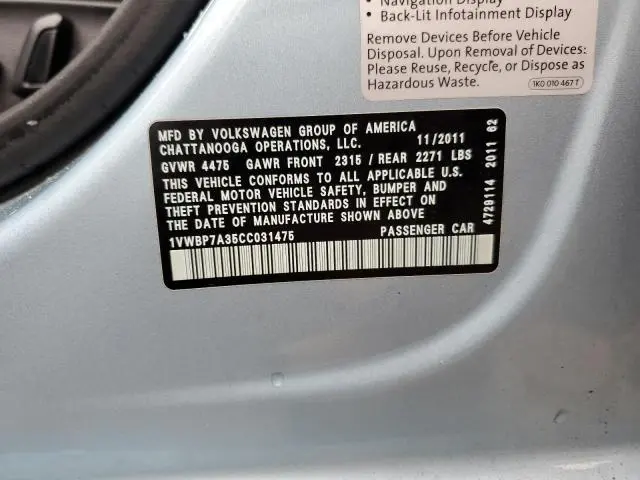 • Navigation Display
• Back-Lit Infotainment Display
Remove Devices Before Vehicle
Disposal. Upon Removal of Devices:
Please Reuse, Recycle, or Dispose as
Hazardous Waste.
1K0 010 467 T
MFD BY VOLKSWAGEN GROUP OF AMERICA
CHATTANOOGA OPERATIONS, LLC. 11/2011
GVWR 4475 GAWR FRONT 2315 / REAR 2271 LBS
THIS VEHICLE CONFORMS TO ALL APPLICABLE U.S.
FEDERAL MOTOR VEHICLE SAFETY, BUMPER AND
THEFT PREVENTION STANDARDS IN EFFECT ON
THE DATE OF MANUFACTURE SHOWN ABOVE
1VWBP7A35CC031475 PASSENGER CAR
4729114 2011 62